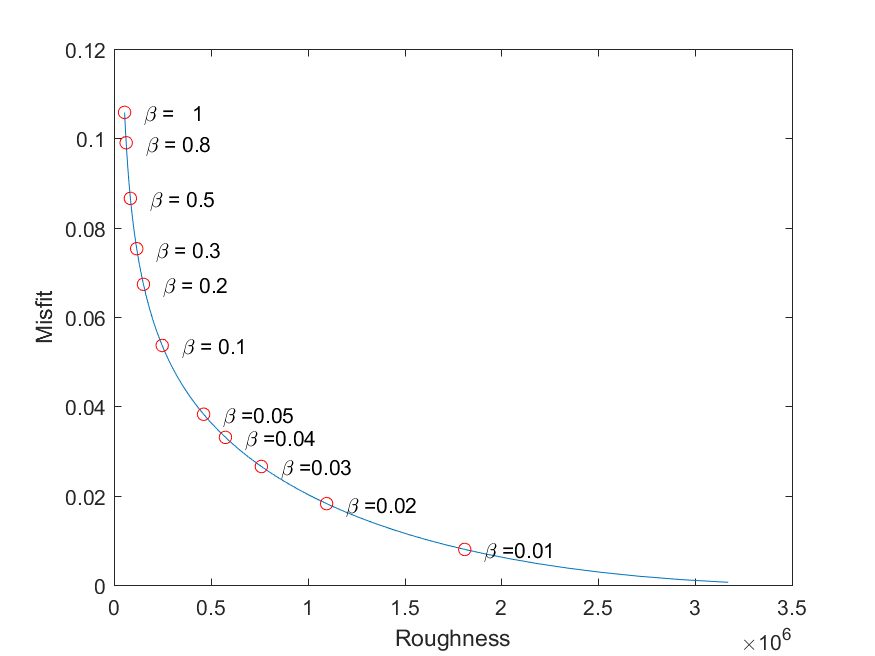 0.12
0.1
0.08
0.06
0.04
0.02
0
Misfit
β = 1
β = 0.8
β = 0.5
β = 0.3
β = 0.2
β = 0.1
β =0.05
β =0.04
β =0.03
β =0.02
β =0.01
0 0.5 1 1.5 2 2.5 3 3.5
Roughness
×10⁶